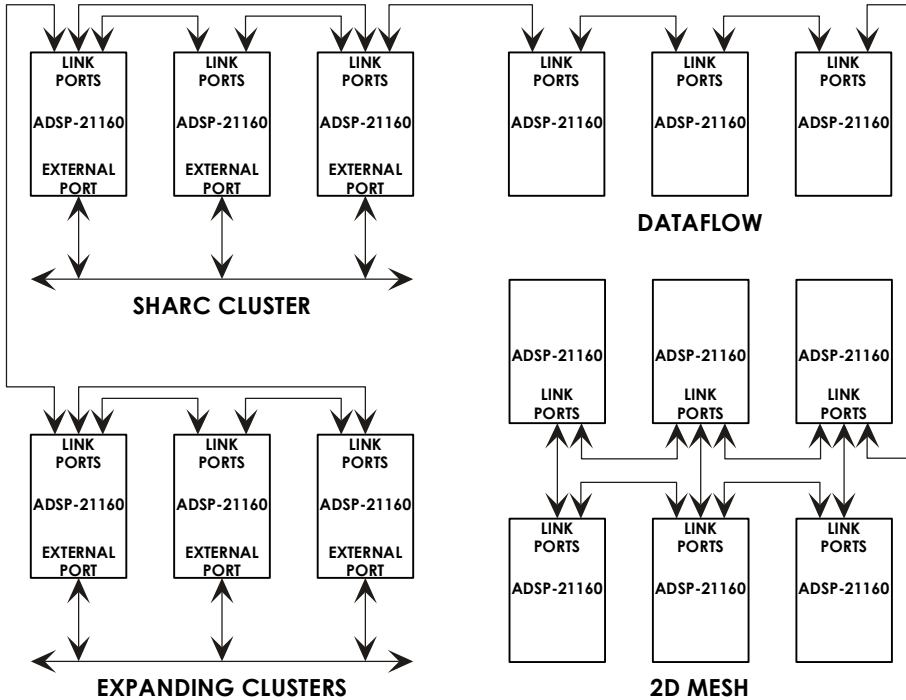 LINK LINK LINK LINK LINK LINK
PORTS PORTS PORTS PORTS PORTS PORTS
ADSP-21160 ADSP-21160 ADSP-21160 ADSP-21160 ADSP-21160 ADSP-21160
EXTERNAL EXTERNAL EXTERNAL
PORT PORT PORT
DATAFLOW
SHARC CLUSTER
ADSP-21160 ADSP-21160 ADSP-21160
LINK LINK LINK
PORTS PORTS PORTS
LINK LINK LINK
PORTS PORTS PORTS
ADSP-21160 ADSP-21160 ADSP-21160
EXTERNAL EXTERNAL EXTERNAL
PORT PORT PORT
LINK LINK LINK
PORTS PORTS PORTS
ADSP-21160 ADSP-21160 ADSP-21160
EXPANDING CLUSTERS
2D MESH